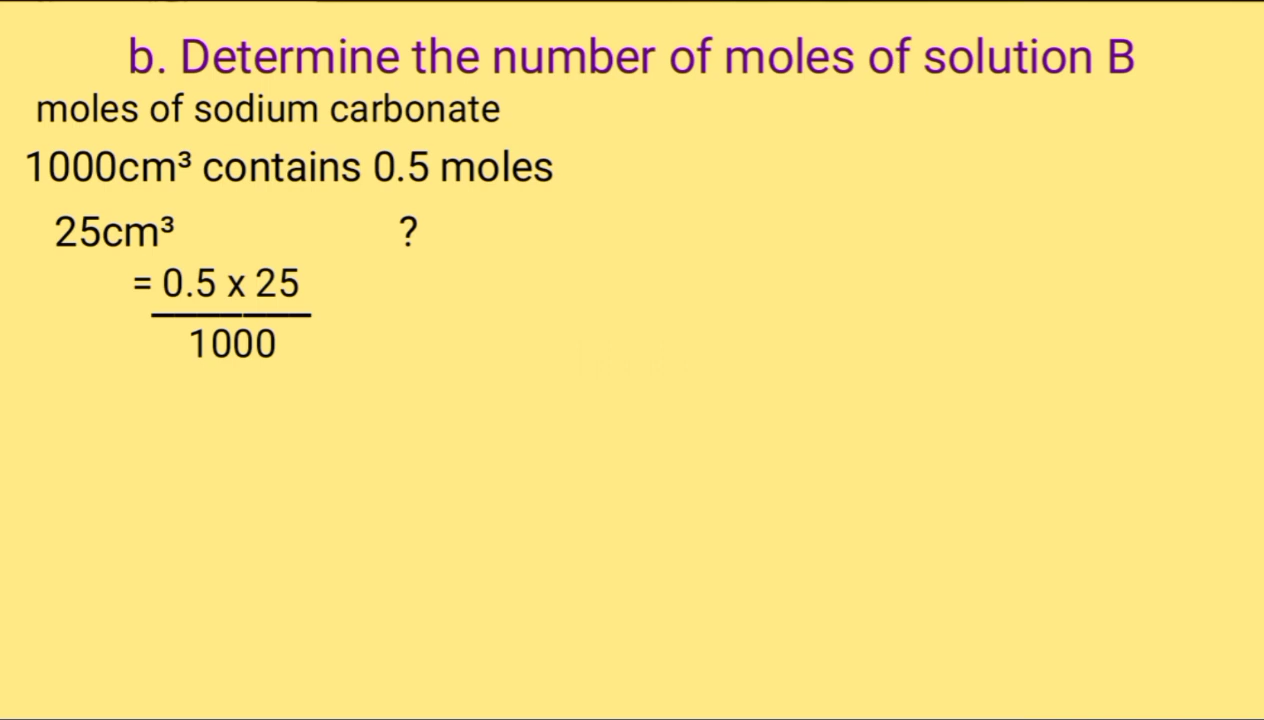 b. Determine the number of moles of solution B
moles of sodium carbonate
1000cm³ contains 0.5 moles
25cm³ ?
= 0.5 x 25
1000